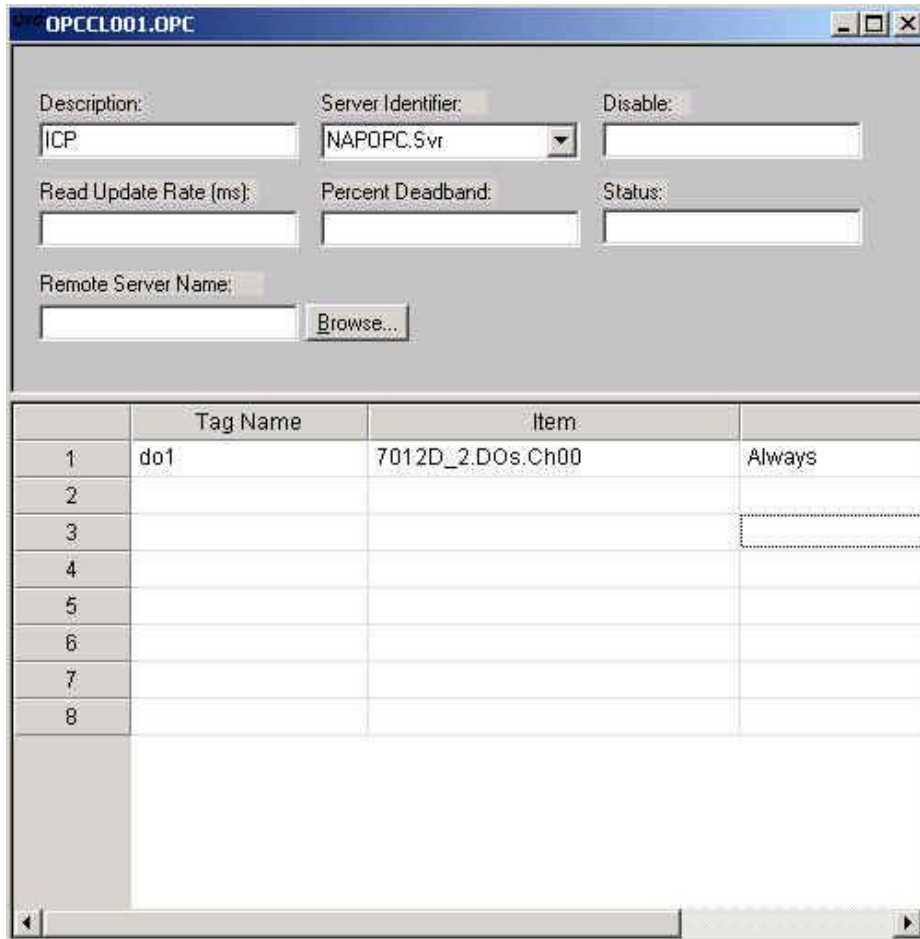 OPCCL001.OPC
Description: Server Identifier: Disable:
ICP NAPOPC.Svr
Read Update Rate (ms): Percent Deadband: Status:
Remote Server Name:
Browse...
Tag Name Item
1 do1 7012D_2.DOs.Ch00 Always
2
3
4
5
6
7
8